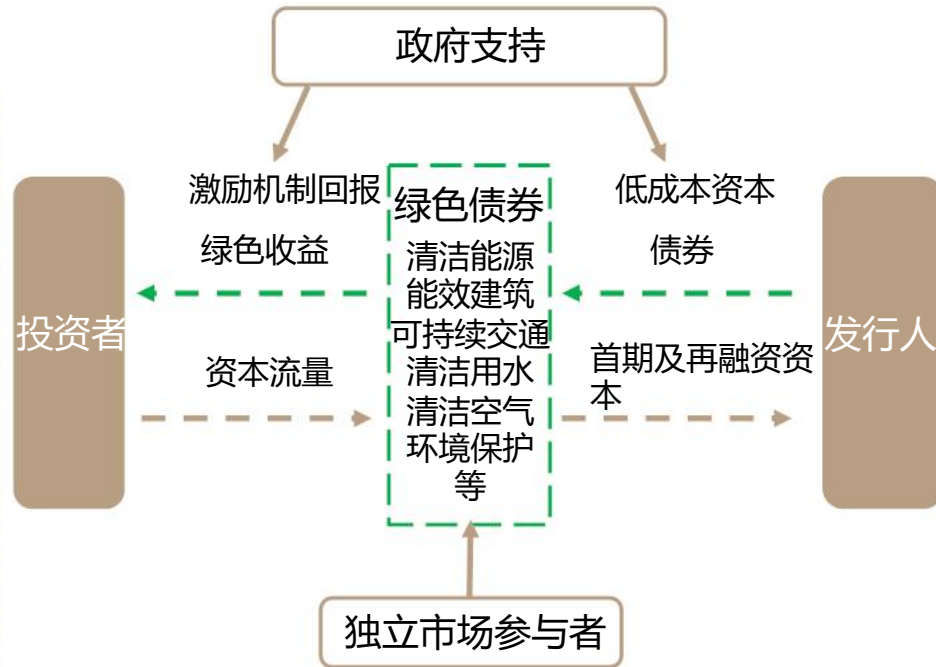 政府支持
激励机制回报
低成本资本
绿色债券
绿色收益
债券
清洁能源
能效建筑
可持续交通
清洁用水
清洁空气
环境保护
等
投资者
发行人
资本流量
首期及再融资资
本
独立市场参与者